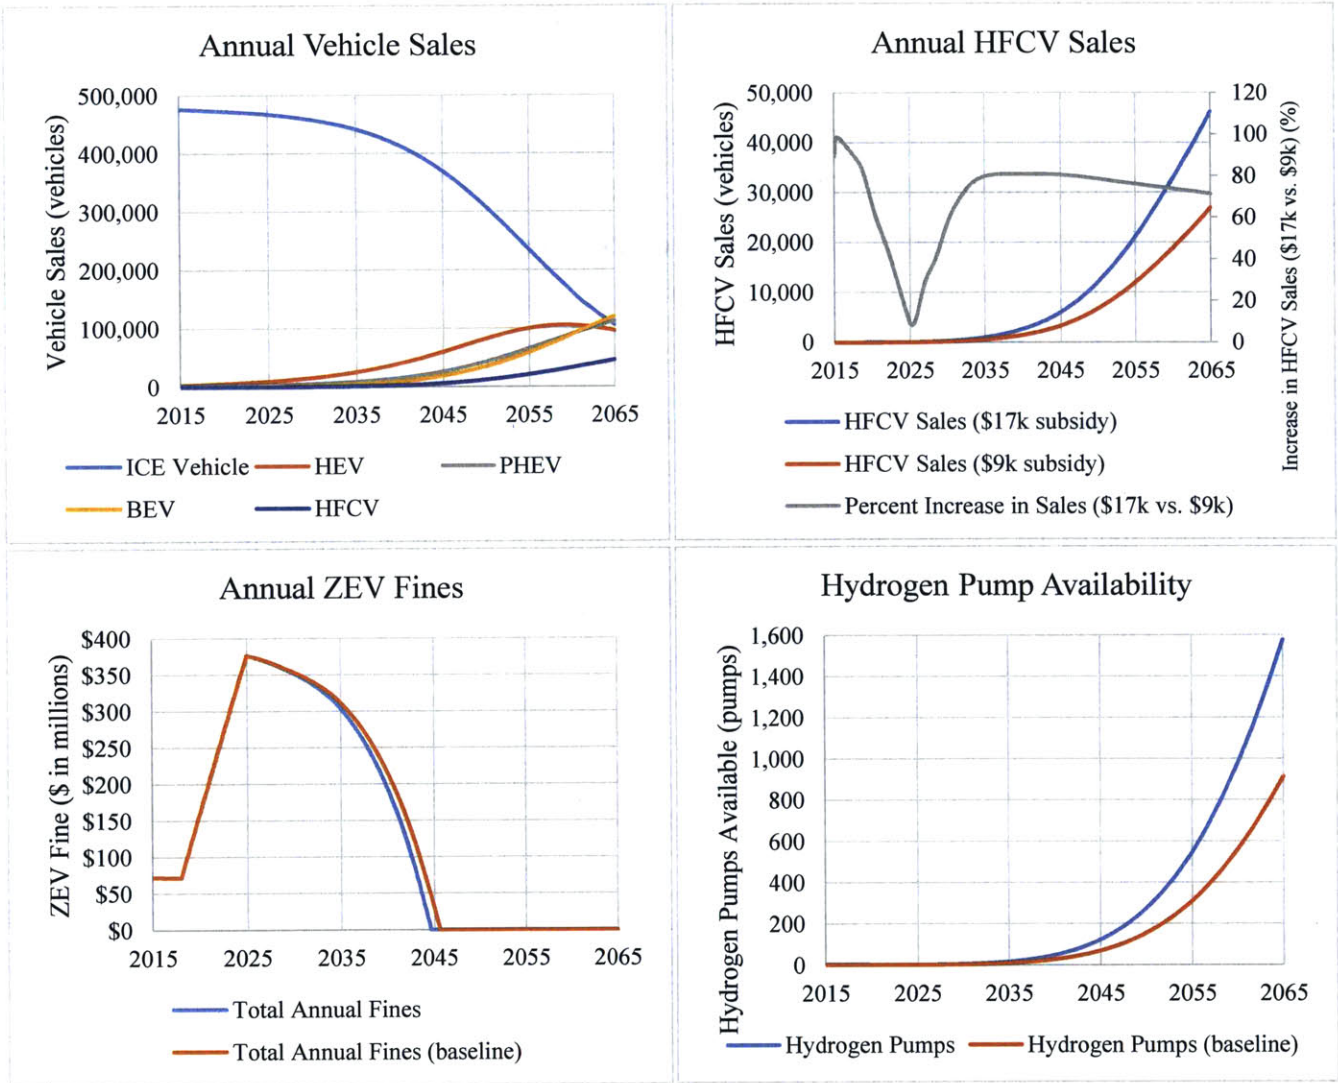 Annual Vehicle Sales
Vehicle Sales (vehicles)
500,000
400,000
300,000
200,000
100,000
0
2015 2025 2035 2045 2055 2065
ICE Vehicle HEV PHEV
BEV HFCV
Annual HFCV Sales
HFCV Sales (vehicles)
50,000
40,000
30,000
20,000
10,000
0
120
100
80
60
40
20
0
Increase in HFCV Sales ($17k vs. $9k) (%)
2015 2025 2035 2045 2055 2065
HFCV Sales ($17k subsidy)
HFCV Sales ($9k subsidy)
Percent Increase in Sales ($17k vs. $9k)
Annual ZEV Fines
ZEV Fine ($ in millions)
$400
$350
$300
$250
$200
$150
$100
$50
$0
2015 2025 2035 2045 2055 2065
Total Annual Fines
Total Annual Fines (baseline)
Hydrogen Pump Availability
Hydrogen Pumps Available (pumps)
1,600
1,400
1,200
1,000
800
600
400
200
0
2015 2025 2035 2045 2055 2065
Hydrogen Pumps Hydrogen Pumps (baseline)